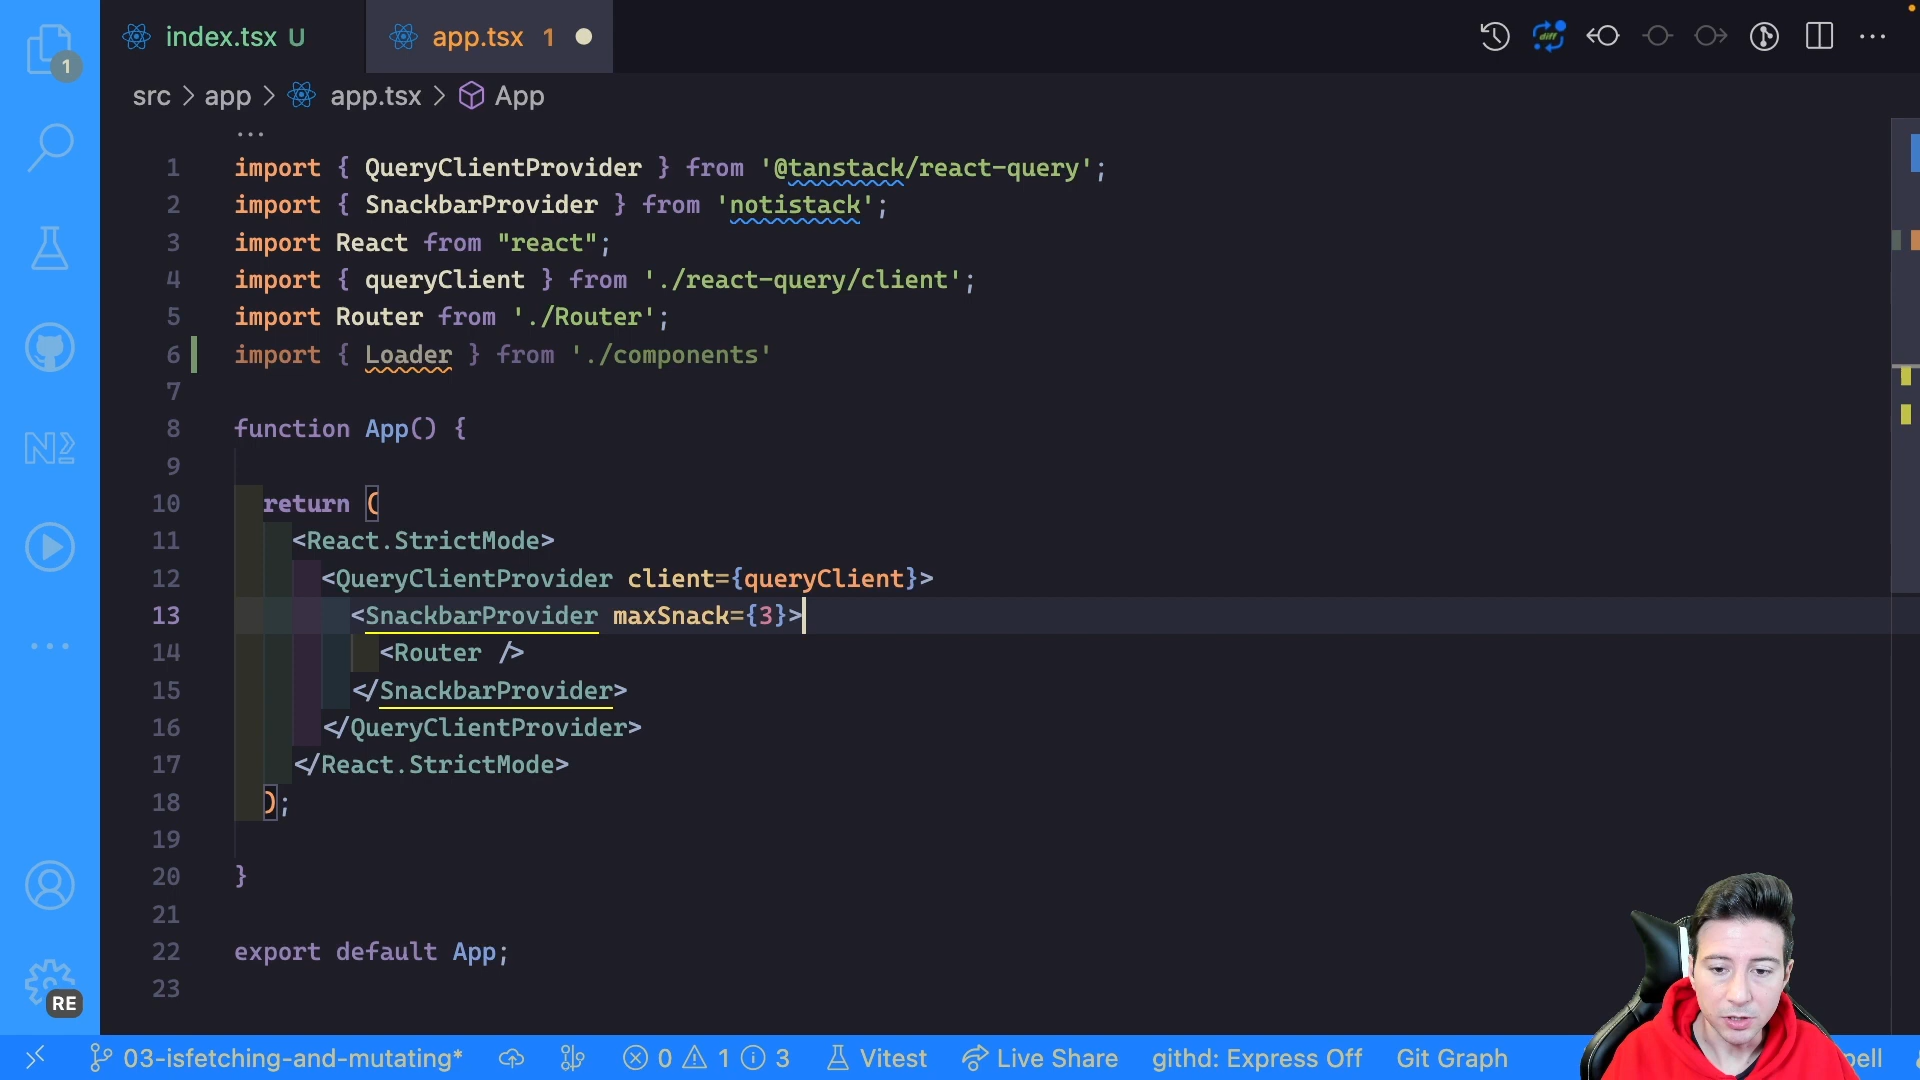 1
index.tsx U
app.tsx 1
diff
src > app > app.tsx > App
...
1 import { QueryClientProvider } from '@tanstack/react-query';
2 import { SnackbarProvider } from 'notistack';
3 import React from "react";
4 import { queryClient } from './react-query/client';
5 import Router from './Router';
6 import { Loader } from './components'
7
8 function App() {
9
10 return (
11 <React.StrictMode>
12 <QueryClientProvider client={queryClient}>
13 <SnackbarProvider maxSnack={3}>
14 <Router />
15 </SnackbarProvider>
16 </QueryClientProvider>
17 </React.StrictMode>
18 );
19
20 }
21
22 export default App;
23
RE
03-isfetching-and-mutating* 0 1 3 Vitest Live Share githd: Express Off Git Graph